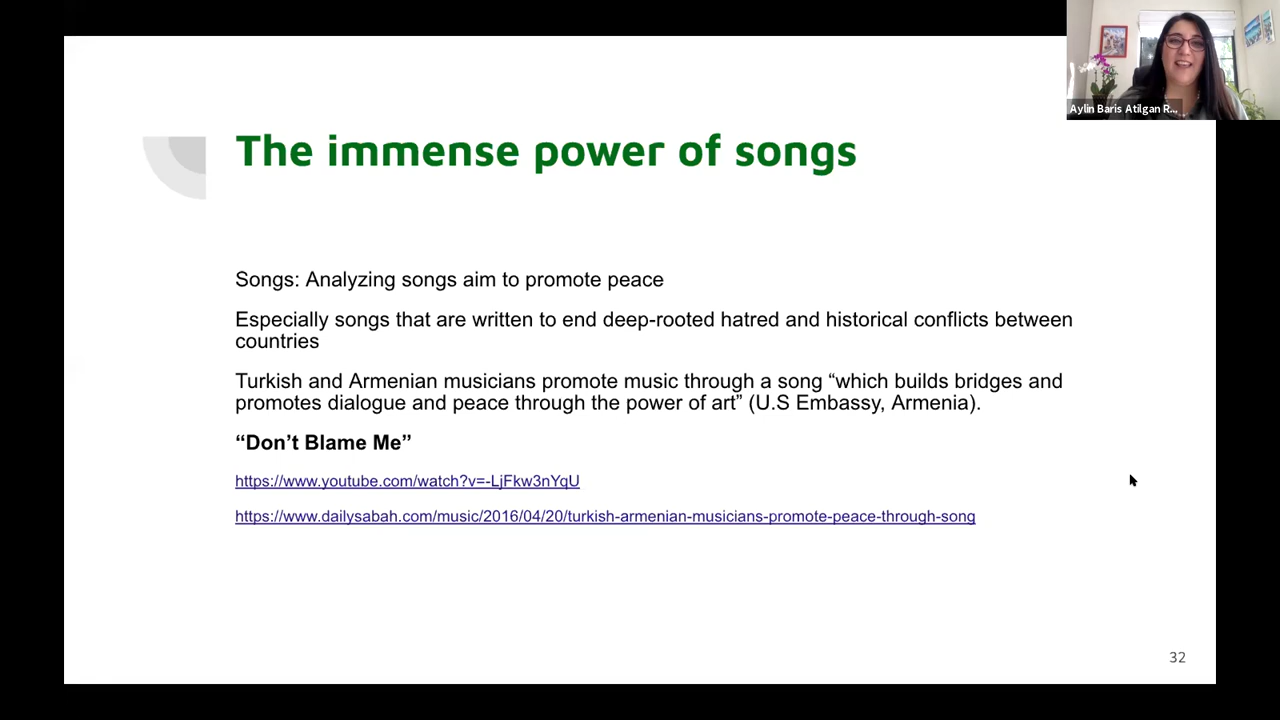 Aylin Baris Atilgan R...
The immense power of songs
Songs: Analyzing songs aim to promote peace
Especially songs that are written to end deep-rooted hatred and historical conflicts between
countries
Turkish and Armenian musicians promote music through a song “which builds bridges and
promotes dialogue and peace through the power of art” (U.S Embassy, Armenia).
“Don’t Blame Me”
https://www.youtube.com/watch?v=-LjFkw3nYqU
https://www.dailysabah.com/music/2016/04/20/turkish-armenian-musicians-promote-peace-through-song
32